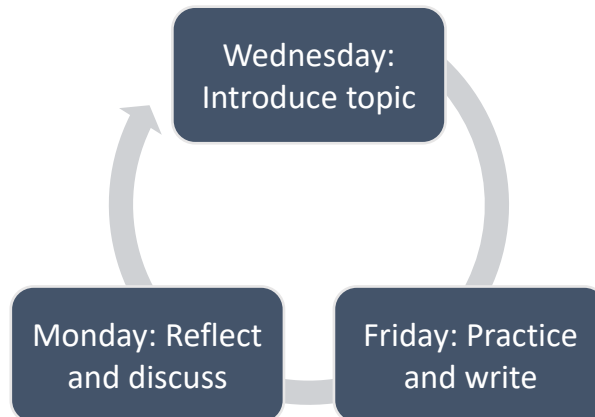 Wednesday:
Introduce topic
Friday: Practice
and write
Monday: Reflect
and discuss